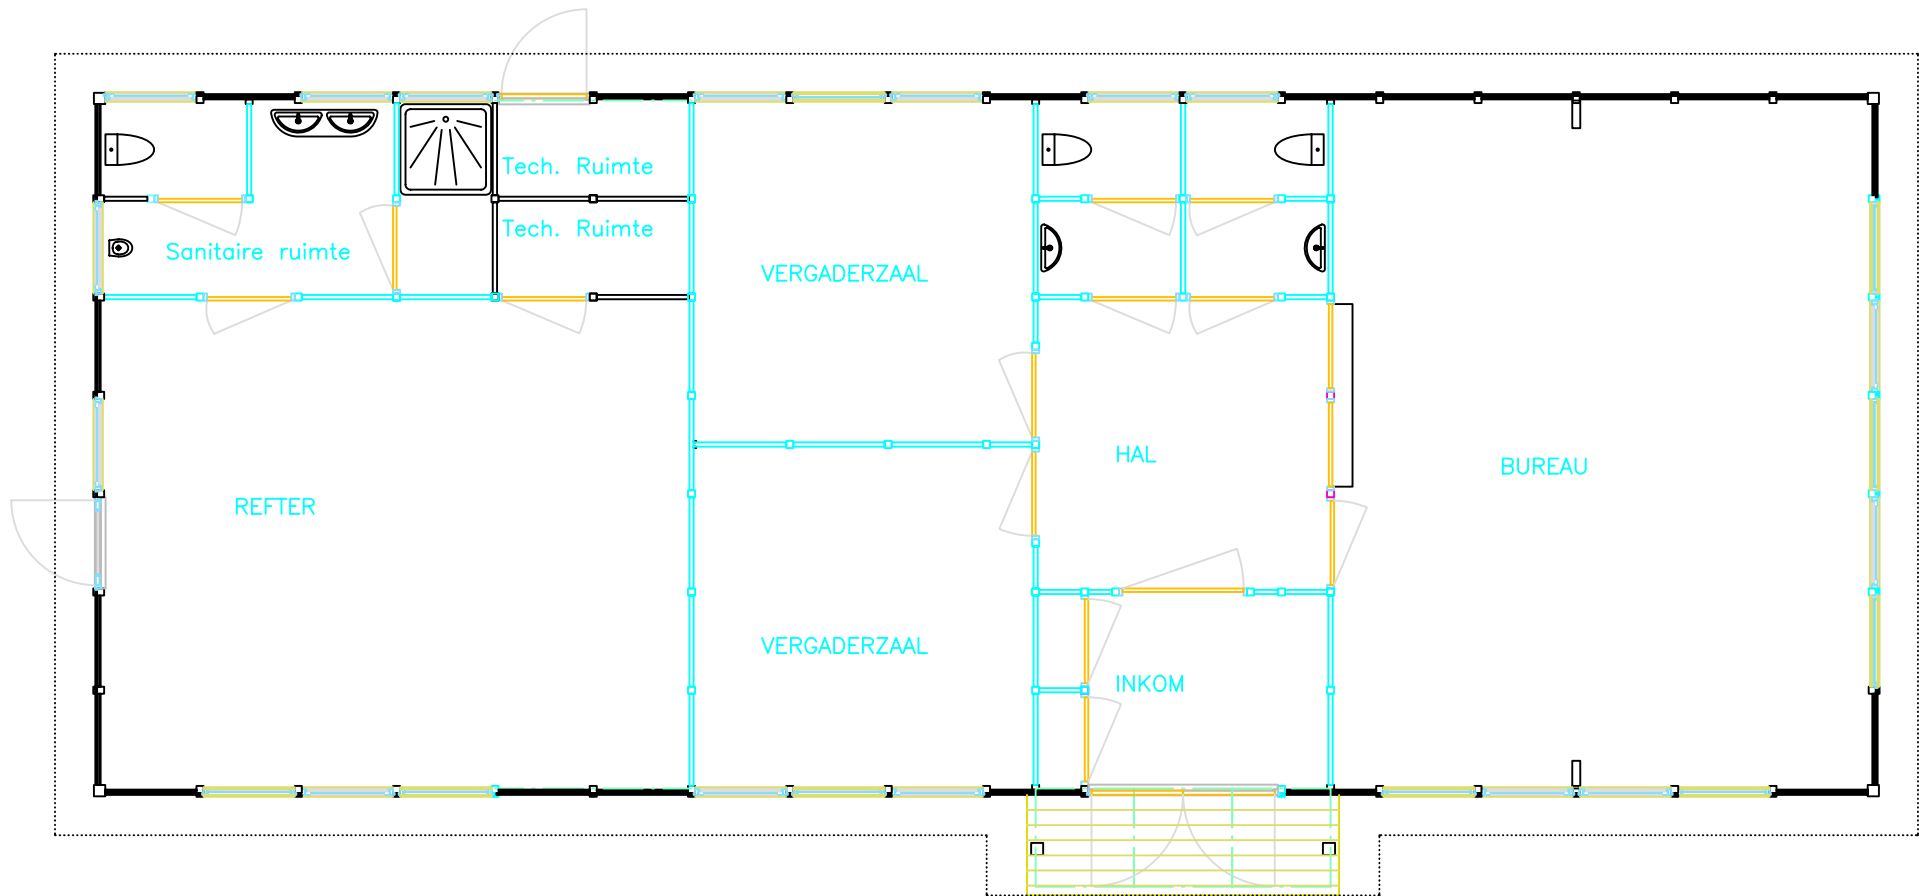 Tech. Ruimte
Tech. Ruimte
Sanitaire ruimte
VERGADERZAAL
HAL
BUREAU
REFTER
VERGADERZAAL
INKOM